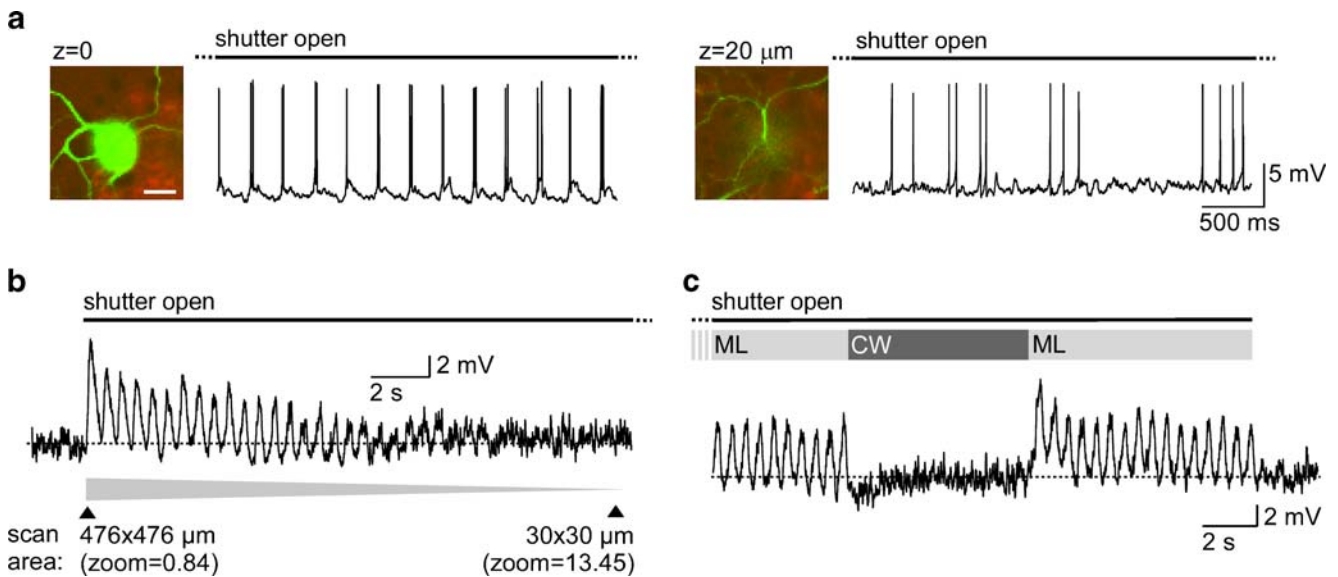 a
z=0
shutter open
z=20 μm
shutter open
5 mV
500 ms
b
shutter open
2 mV
2 s
scan area:
476x476 μm
(zoom=0.84)
30x30 μm
(zoom=13.45)
c
shutter open
ML
CW
ML
2 mV
2 s